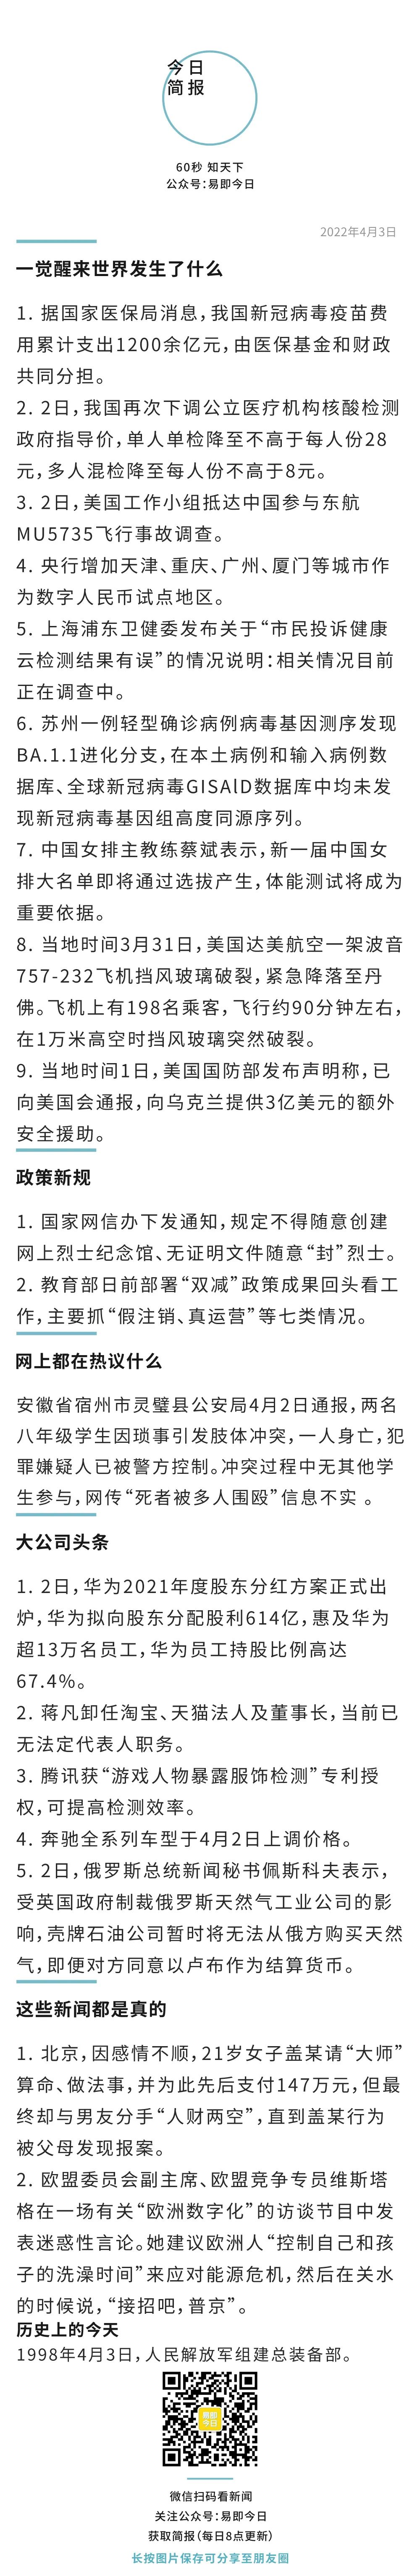 今日
简报
60秒 知天下
公众号：易即今日
2022年4月3日
一觉醒来世界发生了什么
1. 据国家医保局消息，我国新冠病毒疫苗费
用累计支出1200余亿元，由医保基金和财政
共同分担。
2. 2日，我国再次下调公立医疗机构核酸检测
政府指导价，单人单检降至不高于每人份28
元，多人混检降至每人份不高于8元。
3. 2日，美国工作小组抵达中国参与东航
MU5735飞行事故调查。
4. 央行增加天津、重庆、广州、厦门等城市作
为数字人民币试点地区。
5. 上海浦东卫健委发布关于“市民投诉健康
云检测结果有误”的情况说明：相关情况目前
正在调查中。
6. 苏州一例轻型确诊病例病毒基因测序发现
BA.1.1进化分支，在本土病例和输入病例数
据库、全球新冠病毒GISAlD数据库中均未发
现新冠病毒基因组高度同源序列。
7. 中国女排主教练蔡斌表示，新一届中国女
排大名单即将通过选拔产生，体能测试将成为
重要依据。
8. 当地时间3月31日，美国达美航空一架波音
757-232飞机挡风玻璃破裂，紧急降落至丹
佛。飞机上有198名乘客，飞行约90分钟左右，
在1万米高空时挡风玻璃突然破裂。
9. 当地时间1日，美国国防部发布声明称，已
向美国会通报，向乌克兰提供3亿美元的额外
安全援助。
政策新规
1. 国家网信办下发通知，规定不得随意创建
网上烈士纪念馆、无证明文件随意“封”烈士。
2. 教育部日前部署“双减”政策成果回头看工
作，主要抓“假注销、真运营”等七类情况。
网上都在热议什么
安徽省宿州市灵璧县公安局4月2日通报，两名
八年级学生因琐事引发肢体冲突，一人身亡，犯
罪嫌疑人已被警方控制。冲突过程中无其他学
生参与，网传“死者被多人围殴”信息不实 。
大公司头条
1. 2日，华为2021年度股东分红方案正式出
炉，华为拟向股东分配股利614亿，惠及华为
超13万名员工，华为员工持股比例高达
67.4%。
2. 蒋凡卸任淘宝、天猫法人及董事长，当前已
无法定代表人职务。
3. 腾讯获“游戏人物暴露服饰检测”专利授
权，可提高检测效率。
4. 奔驰全系列车型于4月2日上调价格。
5. 2日，俄罗斯总统新闻秘书佩斯科夫表示，
受英国政府制裁俄罗斯天然气工业公司的影
响，壳牌石油公司暂时将无法从俄方购买天然
气，即便对方同意以卢布作为结算货币。
这些新闻都是真的
1. 北京，因感情不顺，21岁女子盖某请“大师”
算命、做法事，并为此先后支付147万元，但最
终却与男友分手“人财两空”，直到盖某行为
被父母发现报案。
2. 欧盟委员会副主席、欧盟竞争专员维斯塔
格在一场有关“欧洲数字化”的访谈节目中发
表迷惑性言论。她建议欧洲人“控制自己和孩
子的洗澡时间”来应对能源危机，然后在关水
的时候说，“接招吧，普京”。
历史上的今天
1998年4月3日，人民解放军组建总装备部。
易即
今日
微信扫码看新闻
关注公众号：易即今日
获取简报（每日8点更新）
长按图片保存可分享至朋友圈